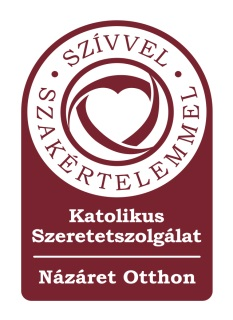 · SZÍVVEL ·
SZAKÉRTELEMMEL
Katolikus
Szeretetszolgálat
Názáret Otthon